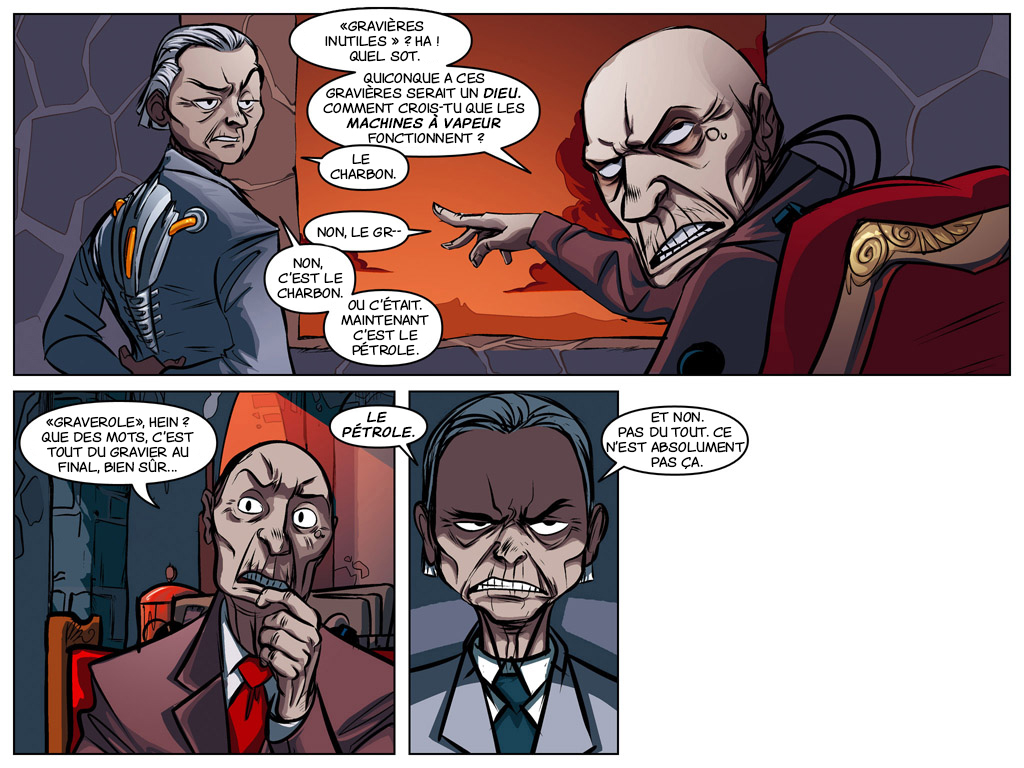 «GRAVIÈRES
INUTILES » ? HA !
QUEL SOT.
QUICONQUE A CES
GRAVIÈRES SERAIT UN DIEU.
COMMENT CROIS-TU QUE LES
MACHINES À VAPEUR
FONCTIONNENT ?
LE
CHARBON.
NON, LE GR--
NON,
C'EST LE
CHARBON.
OU C'ÉTAIT.
MAINTENANT
C'EST LE
PÉTROLE.
«GRAVEROLE», HEIN ?
QUE DES MOTS, C'EST
TOUT DU GRAVIER AU
FINAL, BIEN SÛR...
LE
PÉTROLE.
ET NON.
PAS DU TOUT. CE
N'EST ABSOLUMENT
PAS ÇA.